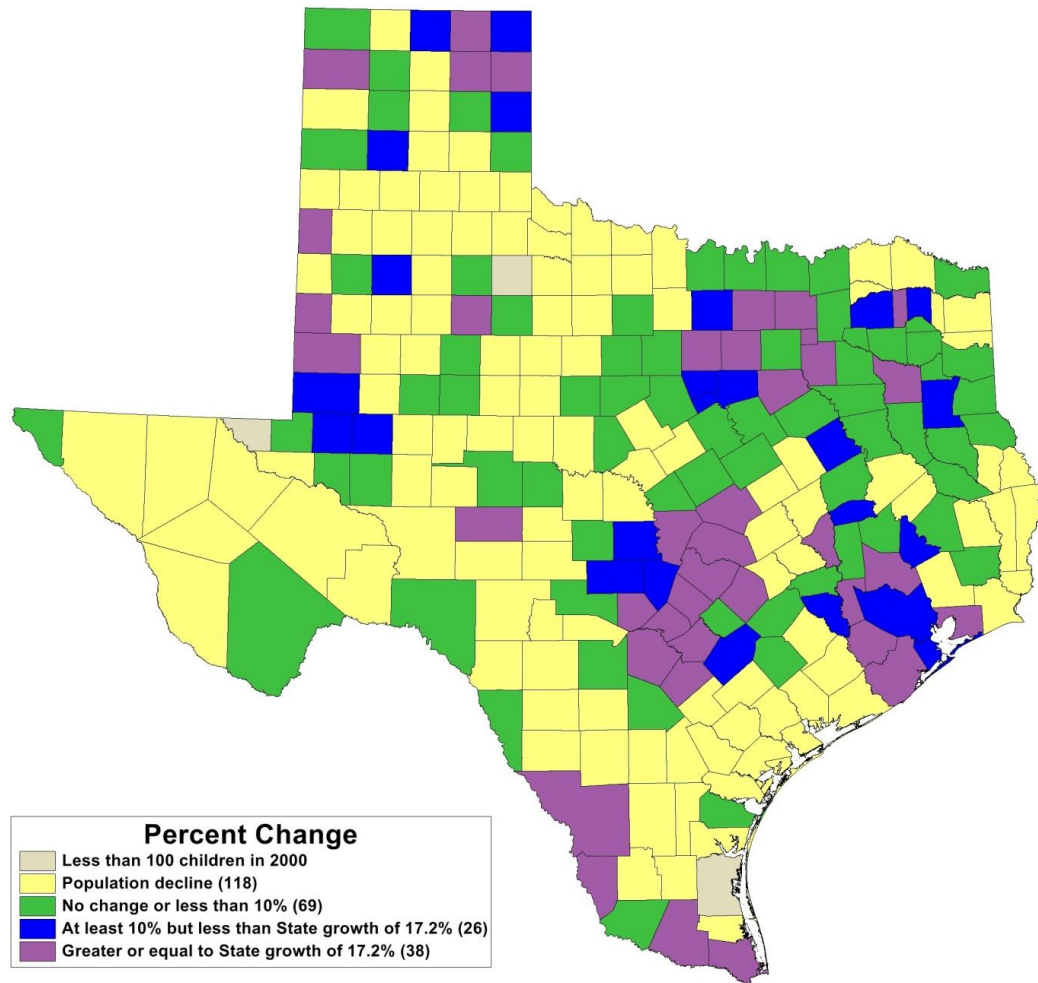 Percent Change
Less than 100 children in 2000
Population decline (118)
No change or less than 10% (69)
At least 10% but less than State growth of 17.2% (26)
Greater or equal to State growth of 17.2% (38)